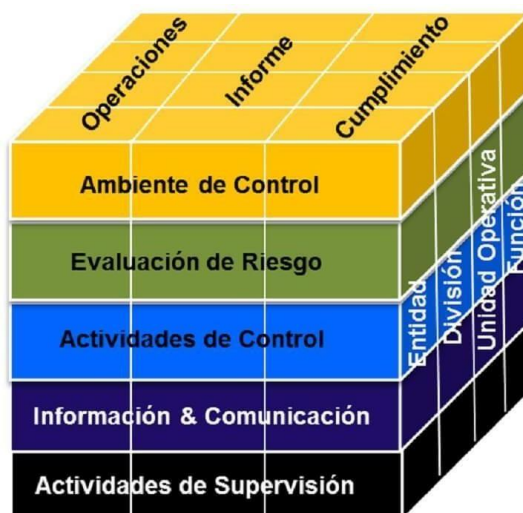 Operaciones
Informe
Cumplimiento
Ambiente de Control
Evaluación de Riesgo
Actividades de Control
Información & Comunicación
Actividades de Supervisión
Entidad
División
Unidad Operativa
Función